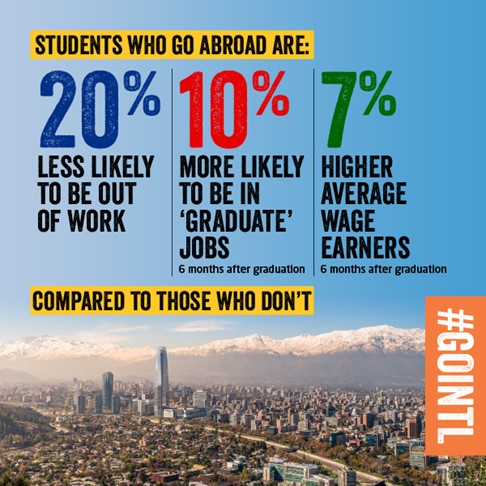 STUDENTS WHO GO ABROAD ARE:
20%
LESS LIKELY
TO BE OUT
OF WORK
10%
MORE LIKELY
TO BE IN
‘GRADUATE’
JOBS
6 months after graduation
7%
HIGHER
AVERAGE
WAGE
EARNERS
6 months after graduation
COMPARED TO THOSE WHO DON’T
#GOINTL